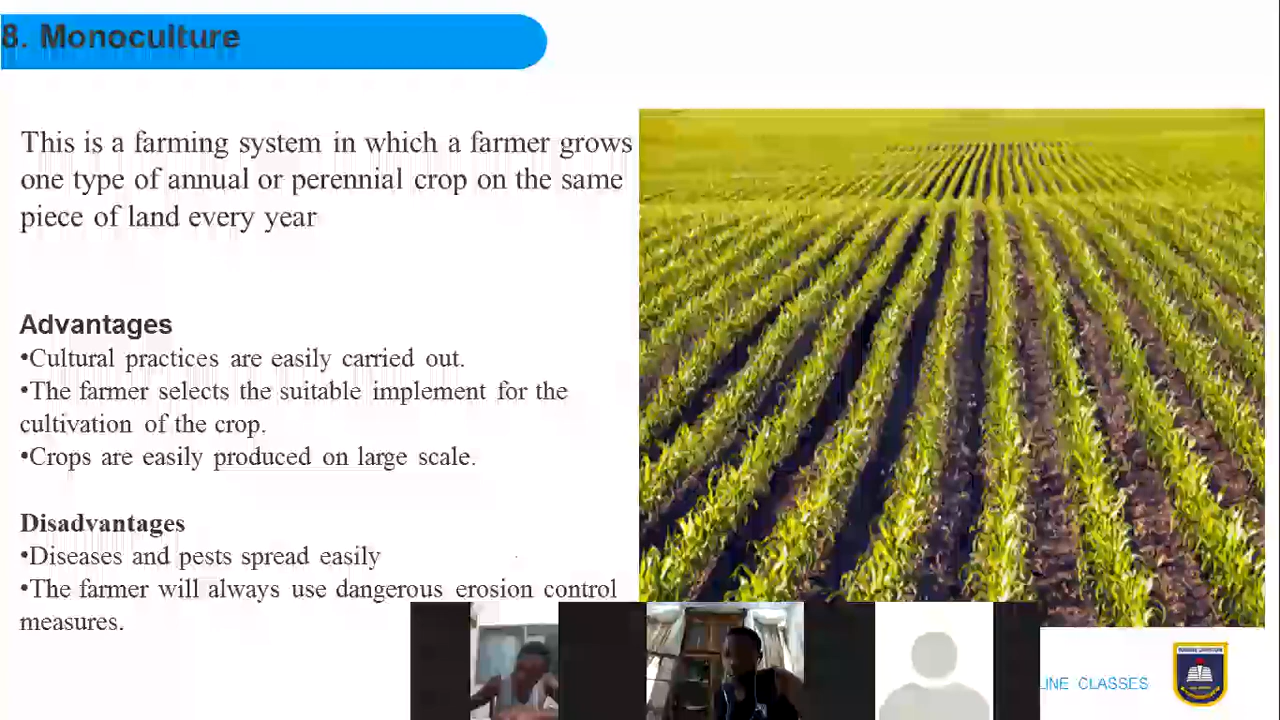 8. Monoculture
This is a farming system in which a farmer grows
one type of annual or perennial crop on the same
piece of land every year
Advantages
•Cultural practices are easily carried out.
•The farmer selects the suitable implement for the
cultivation of the crop.
•Crops are easily produced on large scale.
Disadvantages
•Diseases and pests spread easily
•The farmer will always use dangerous erosion control
measures.
LINE CLASSES